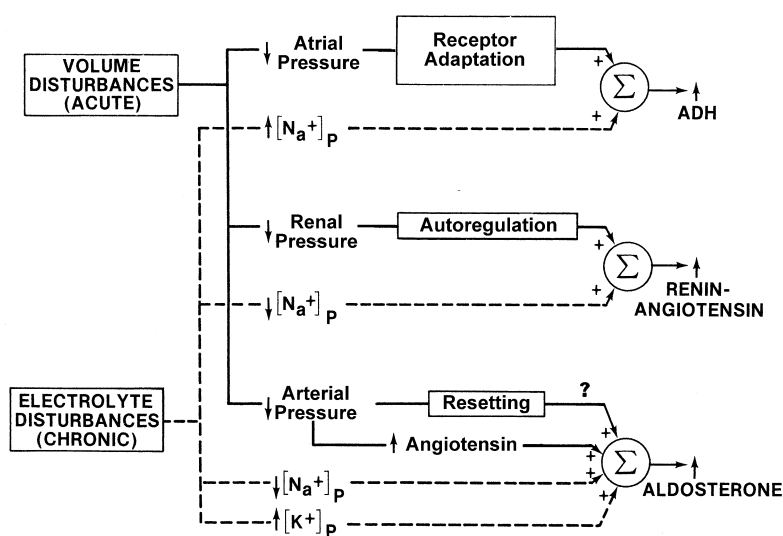 VOLUME
DISTURBANCES
(ACUTE)
↓ Atrial
Pressure
Receptor
Adaptation
+
Σ
↑
ADH
↑[Na+]P
+
↓ Renal
Pressure
Autoregulation
+
Σ
↑
RENIN-
ANGIOTENSIN
↓[Na+]P
+
ELECTROLYTE
DISTURBANCES
(CHRONIC)
↓ Arterial
Pressure
Resetting
?
+
↑ Angiotensin
+
+
Σ
↑
ALDOSTERONE
↓[Na+]P
↑[K+]P
+